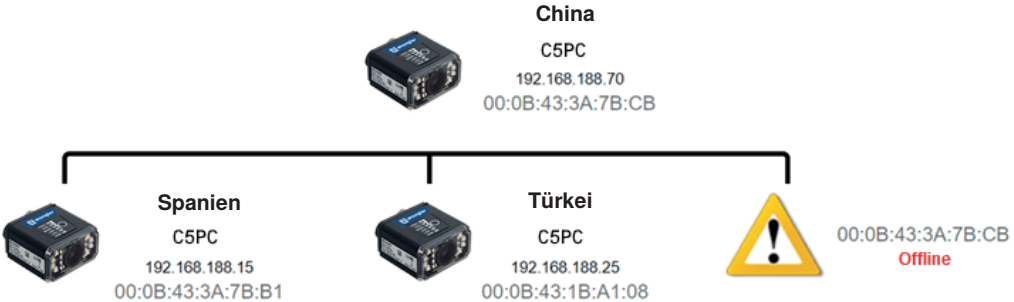 China
C5PC
192.168.188.70
00:0B:43:3A:7B:CB
Spanien
C5PC
192.168.188.15
00:0B:43:3A:7B:B1
Türkei
C5PC
192.168.188.25
00:0B:43:1B:A1:08
00:0B:43:3A:7B:CB
Offline